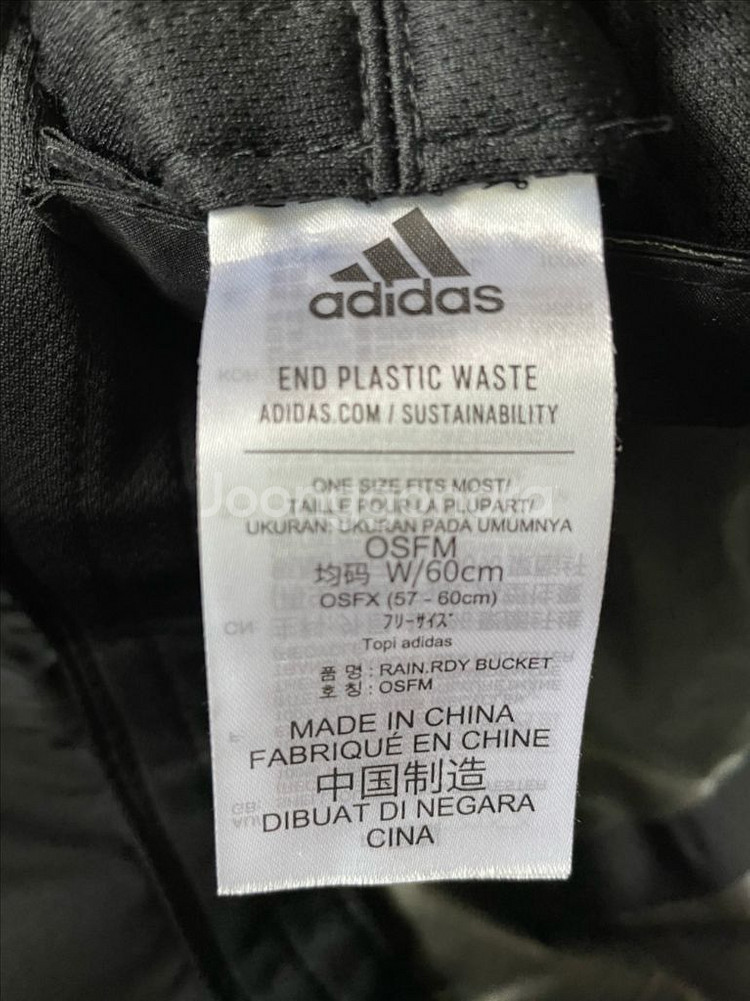 adidas
END PLASTIC WASTE
ADIDAS.COM / SUSTAINABILITY
ONE SIZE FITS MOST/
TAILLE POUR LA PLUPART/
UKURAN: UKURAN PADA UMUMNYA
OSFM
均码 W/60cm
OSFX (57 - 60cm)
フリーサイズ
Topi adidas
품 명 : RAIN.RDY BUCKET
호 칭 : OSFM
MADE IN CHINA
FABRIQUÉ EN CHINE
中国制造
DIBUAT DI NEGARA
CINA